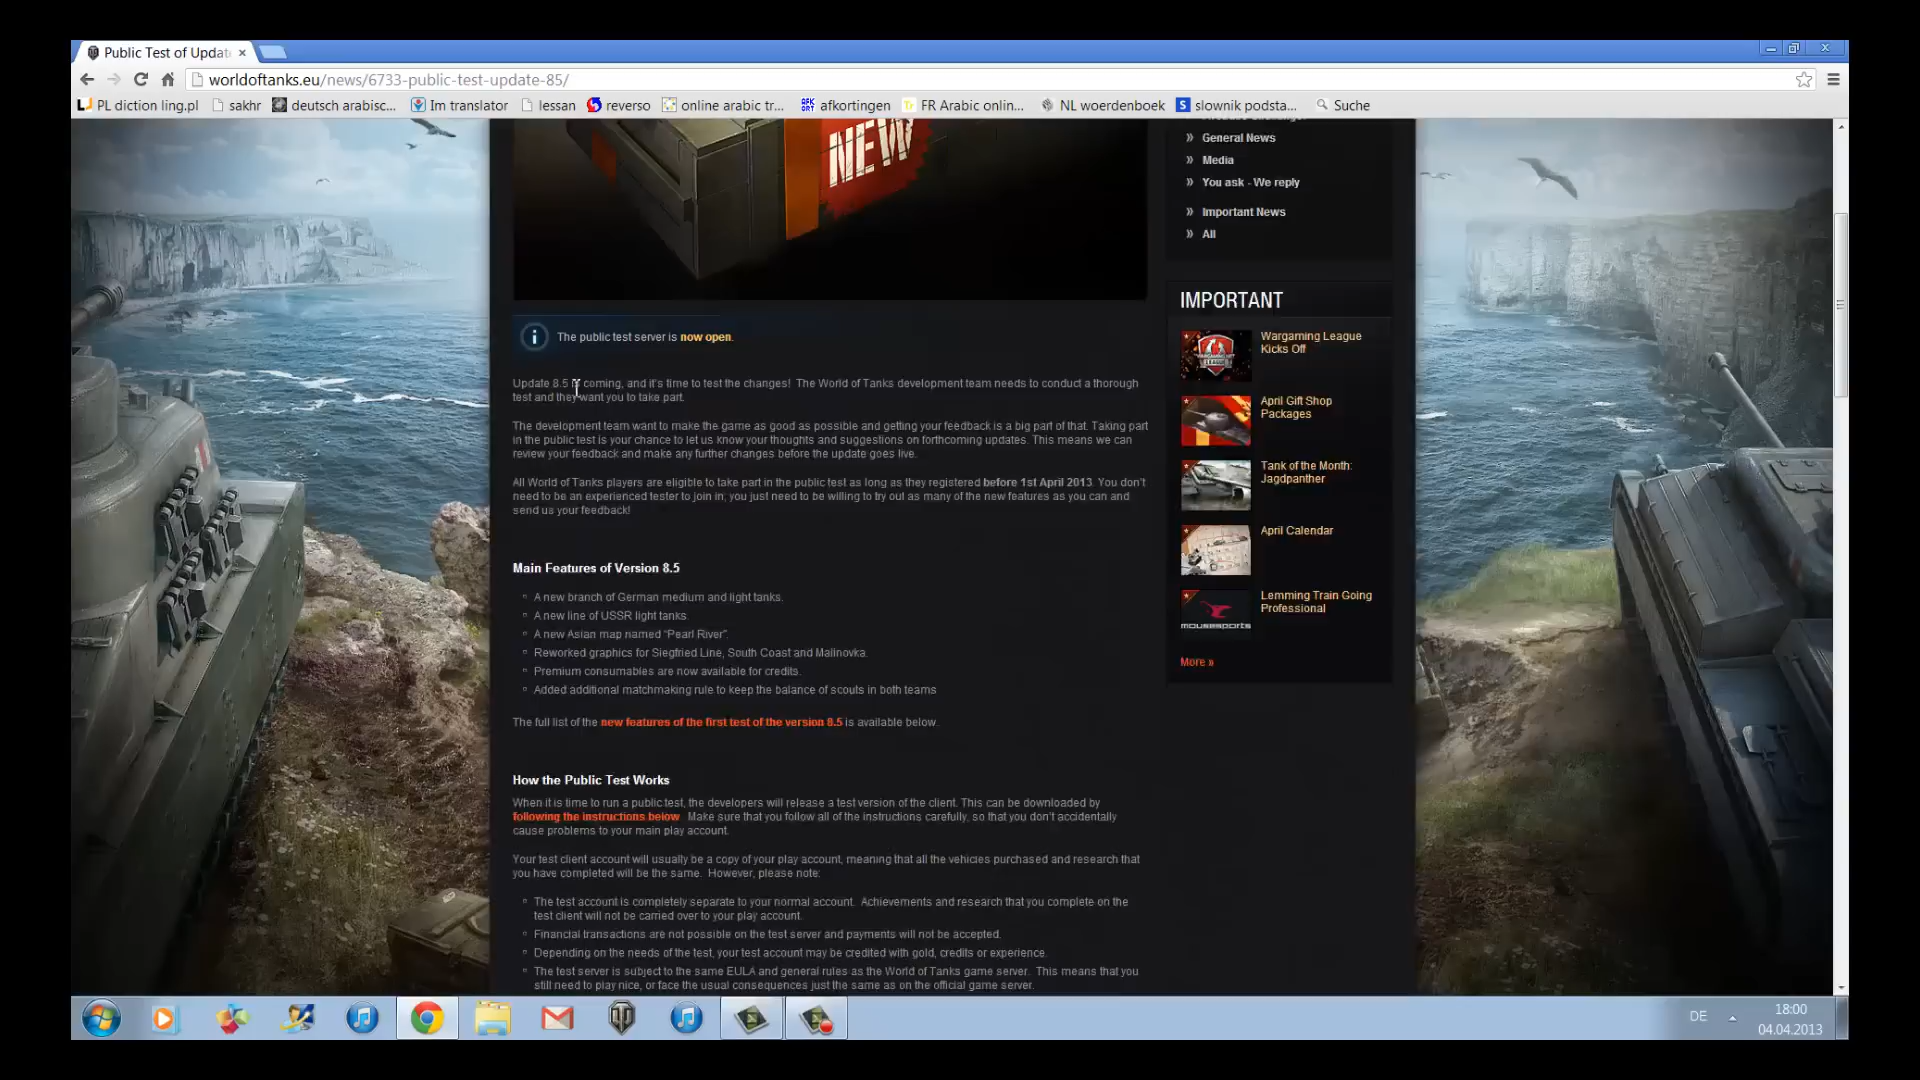 Public Test of Updat
worldoftanks.eu/news/6733-public-test-update-85/
PL diction ling.pl sakhr deutsch arabisc... Im translator lessan reverso online arabic tr... afkortingen FR Arabic onlin... NL woerdenboek slownik podsta... Suche
NEW
» General News
» Media
» You ask - We reply
» Important News
» All
The public test server is now open.
Update 8.5 is coming, and it's time to test the changes! The World of Tanks development team needs to conduct a thorough
test and they want you to take part.
The development team want to make the game as good as possible and getting your feedback is a big part of that. Taking part
in the public test is your chance to let us know your thoughts and suggestions on forthcoming updates. This means we can
review your feedback and make any further changes before the update goes live.
All World of Tanks players are eligible to take part in the public test as long as they registered before 1st April 2013. You don't
need to be an experienced tester to join in; you just need to be willing to try out as many of the new features as you can and
send us your feedback!
Main Features of Version 8.5
A new branch of German medium and light tanks.
A new line of USSR light tanks.
A new Asian map named "Pearl River".
Reworked graphics for Siegfried Line, South Coast and Malinovka.
Premium consumables are now available for credits.
Added additional matchmaking rule to keep the balance of scouts in both teams
The full list of the new features of the first test of the version 8.5 is available below.
How the Public Test Works
When it is time to run a public test, the developers will release a test version of the client. This can be downloaded by
following the instructions below. Make sure that you follow all of the instructions carefully, so that you don't accidentally
cause problems to your main play account.
Your test client account will usually be a copy of your play account, meaning that all the vehicles purchased and research that
you have completed will be the same. However, please note:
The test account is completely separate to your normal account. Achievements and research that you complete on the
test client will not be carried over to your play account.
Financial transactions are not possible on the test server and payments will not be accepted.
Depending on the needs of the test, your test account may be credited with gold, credits or experience.
The test server is subject to the same EULA and general rules as the World of Tanks game server. This means that you
still need to play nice, or face the usual consequences just the same as on the official game server.
IMPORTANT
Wargaming League
Kicks Off
April Gift Shop
Packages
Tank of the Month:
Jagdpanther
April Calendar
Lemming Train Going
Professional
mousesports
More »
DE
18:00
04.04.2013